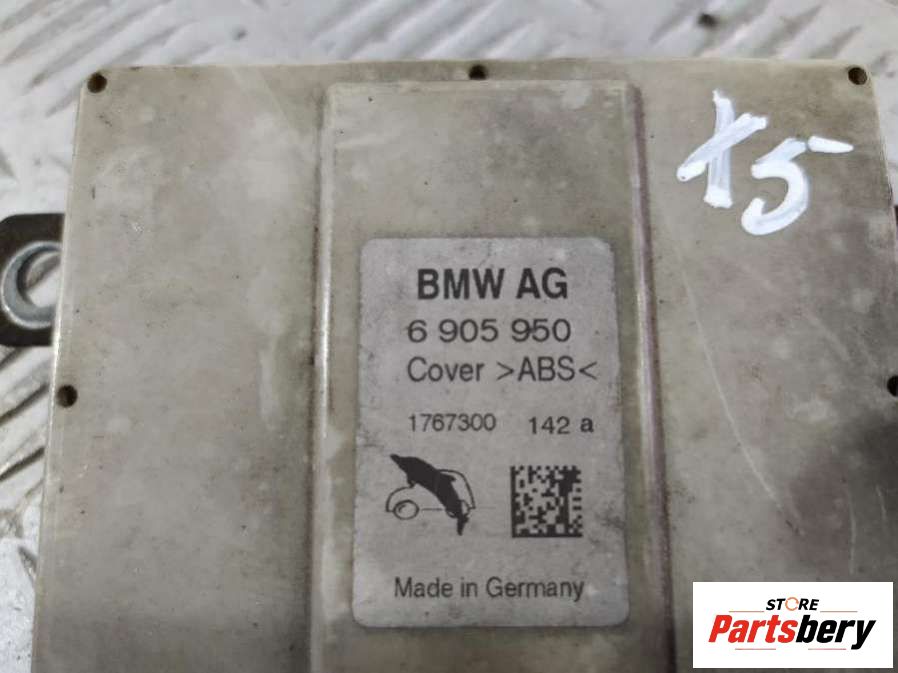 x5
BMW AG
6 905 950
Cover >ABS<
1767300 142 a
Made in Germany
STORE
Partsbery